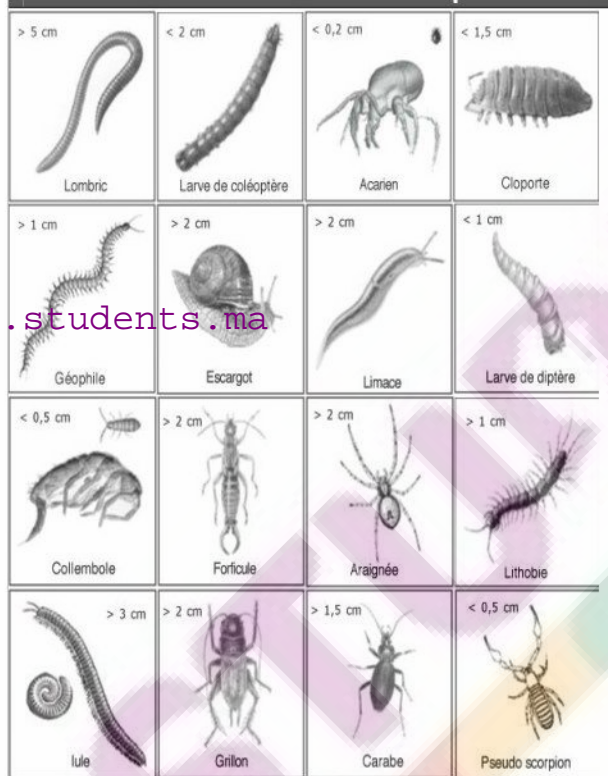 > 5 cm
< 2 cm
< 0,2 cm
< 1,5 cm
Lombric
Larve de coléoptère
Acarien
Cloporte
> 1 cm
> 2 cm
> 2 cm
< 1 cm
.students.ma
Géophile
Escargot
Limace
Larve de diptère
< 0,5 cm
> 2 cm
> 2 cm
> 1 cm
Collembole
Forficule
Araignée
Lithobie
> 3 cm
> 2 cm
> 1,5 cm
< 0,5 cm
Iule
Grillon
Carabe
Pseudo scorpion